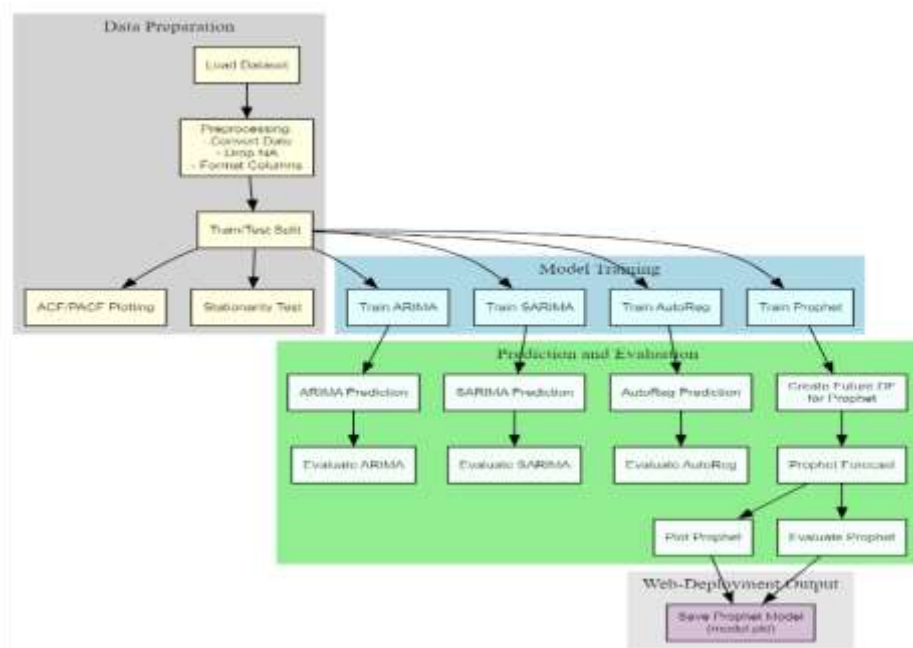 Data Preparation
Load Dataset
Preprocessing
- Convert Data
- Drop NA
- Format Columns
Train/Test Split
Model Training
ACF/PACF Plotting
Stationarity Test
Train ARIMA
Train SARIMA
Train AutoReg
Train Prophet
Prediction and Evaluation
ARIMA Prediction
SARIMA Prediction
AutoReg Prediction
Create Future DF
for Prophet
Evaluate ARIMA
Evaluate SARIMA
Evaluate AutoReg
Prophet Forecast
Plot Prophet
Evaluate Prophet
Web-Deployment Output
Save Prophet Model
(model.pkl)